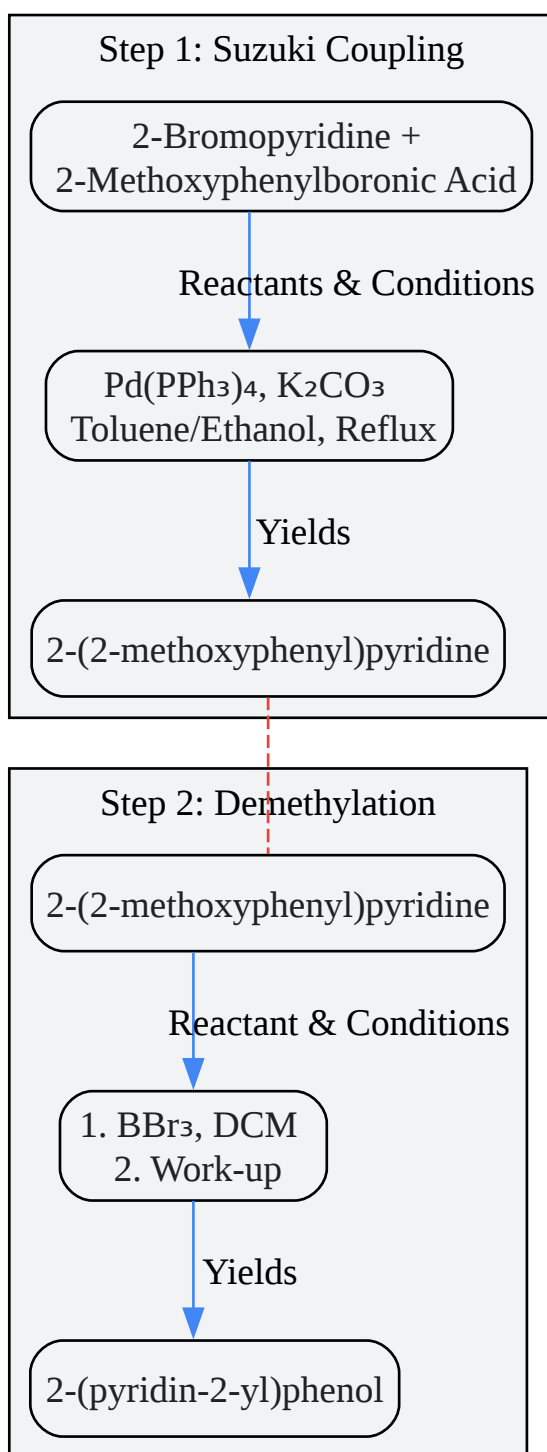 Step 1: Suzuki Coupling
2-Bromopyridine +
2-Methoxyphenylboronic Acid
Reactants & Conditions
Pd(PPh₃)₄, K₂CO₃
Toluene/Ethanol, Reflux
Yields
2-(2-methoxyphenyl)pyridine
Step 2: Demethylation
2-(2-methoxyphenyl)pyridine
Reactant & Conditions
1. BBr₃, DCM
2. Work-up
Yields
2-(pyridin-2-yl)phenol